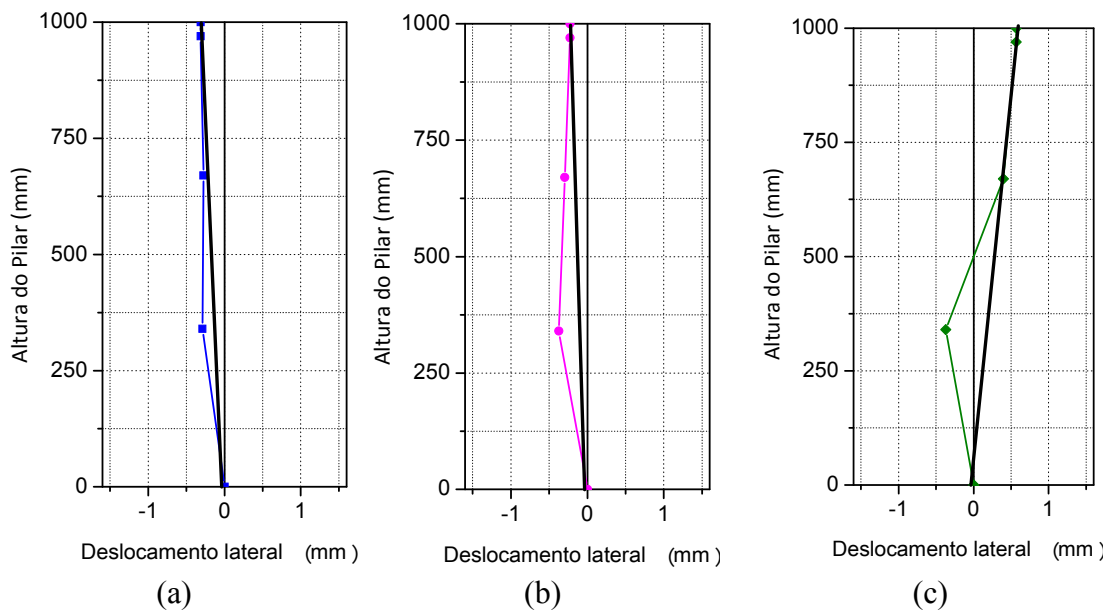 1000
750
500
250
0
Altura do Pilar (mm)
-1 0 1
Deslocamento lateral (mm )
(a)
1000
750
500
250
0
Altura do Pilar (mm)
-1 0 1
Deslocamento lateral (mm )
(b)
1000
750
500
250
0
Altura do Pilar (mm)
-1 0 1
Deslocamento lateral (mm )
(c)